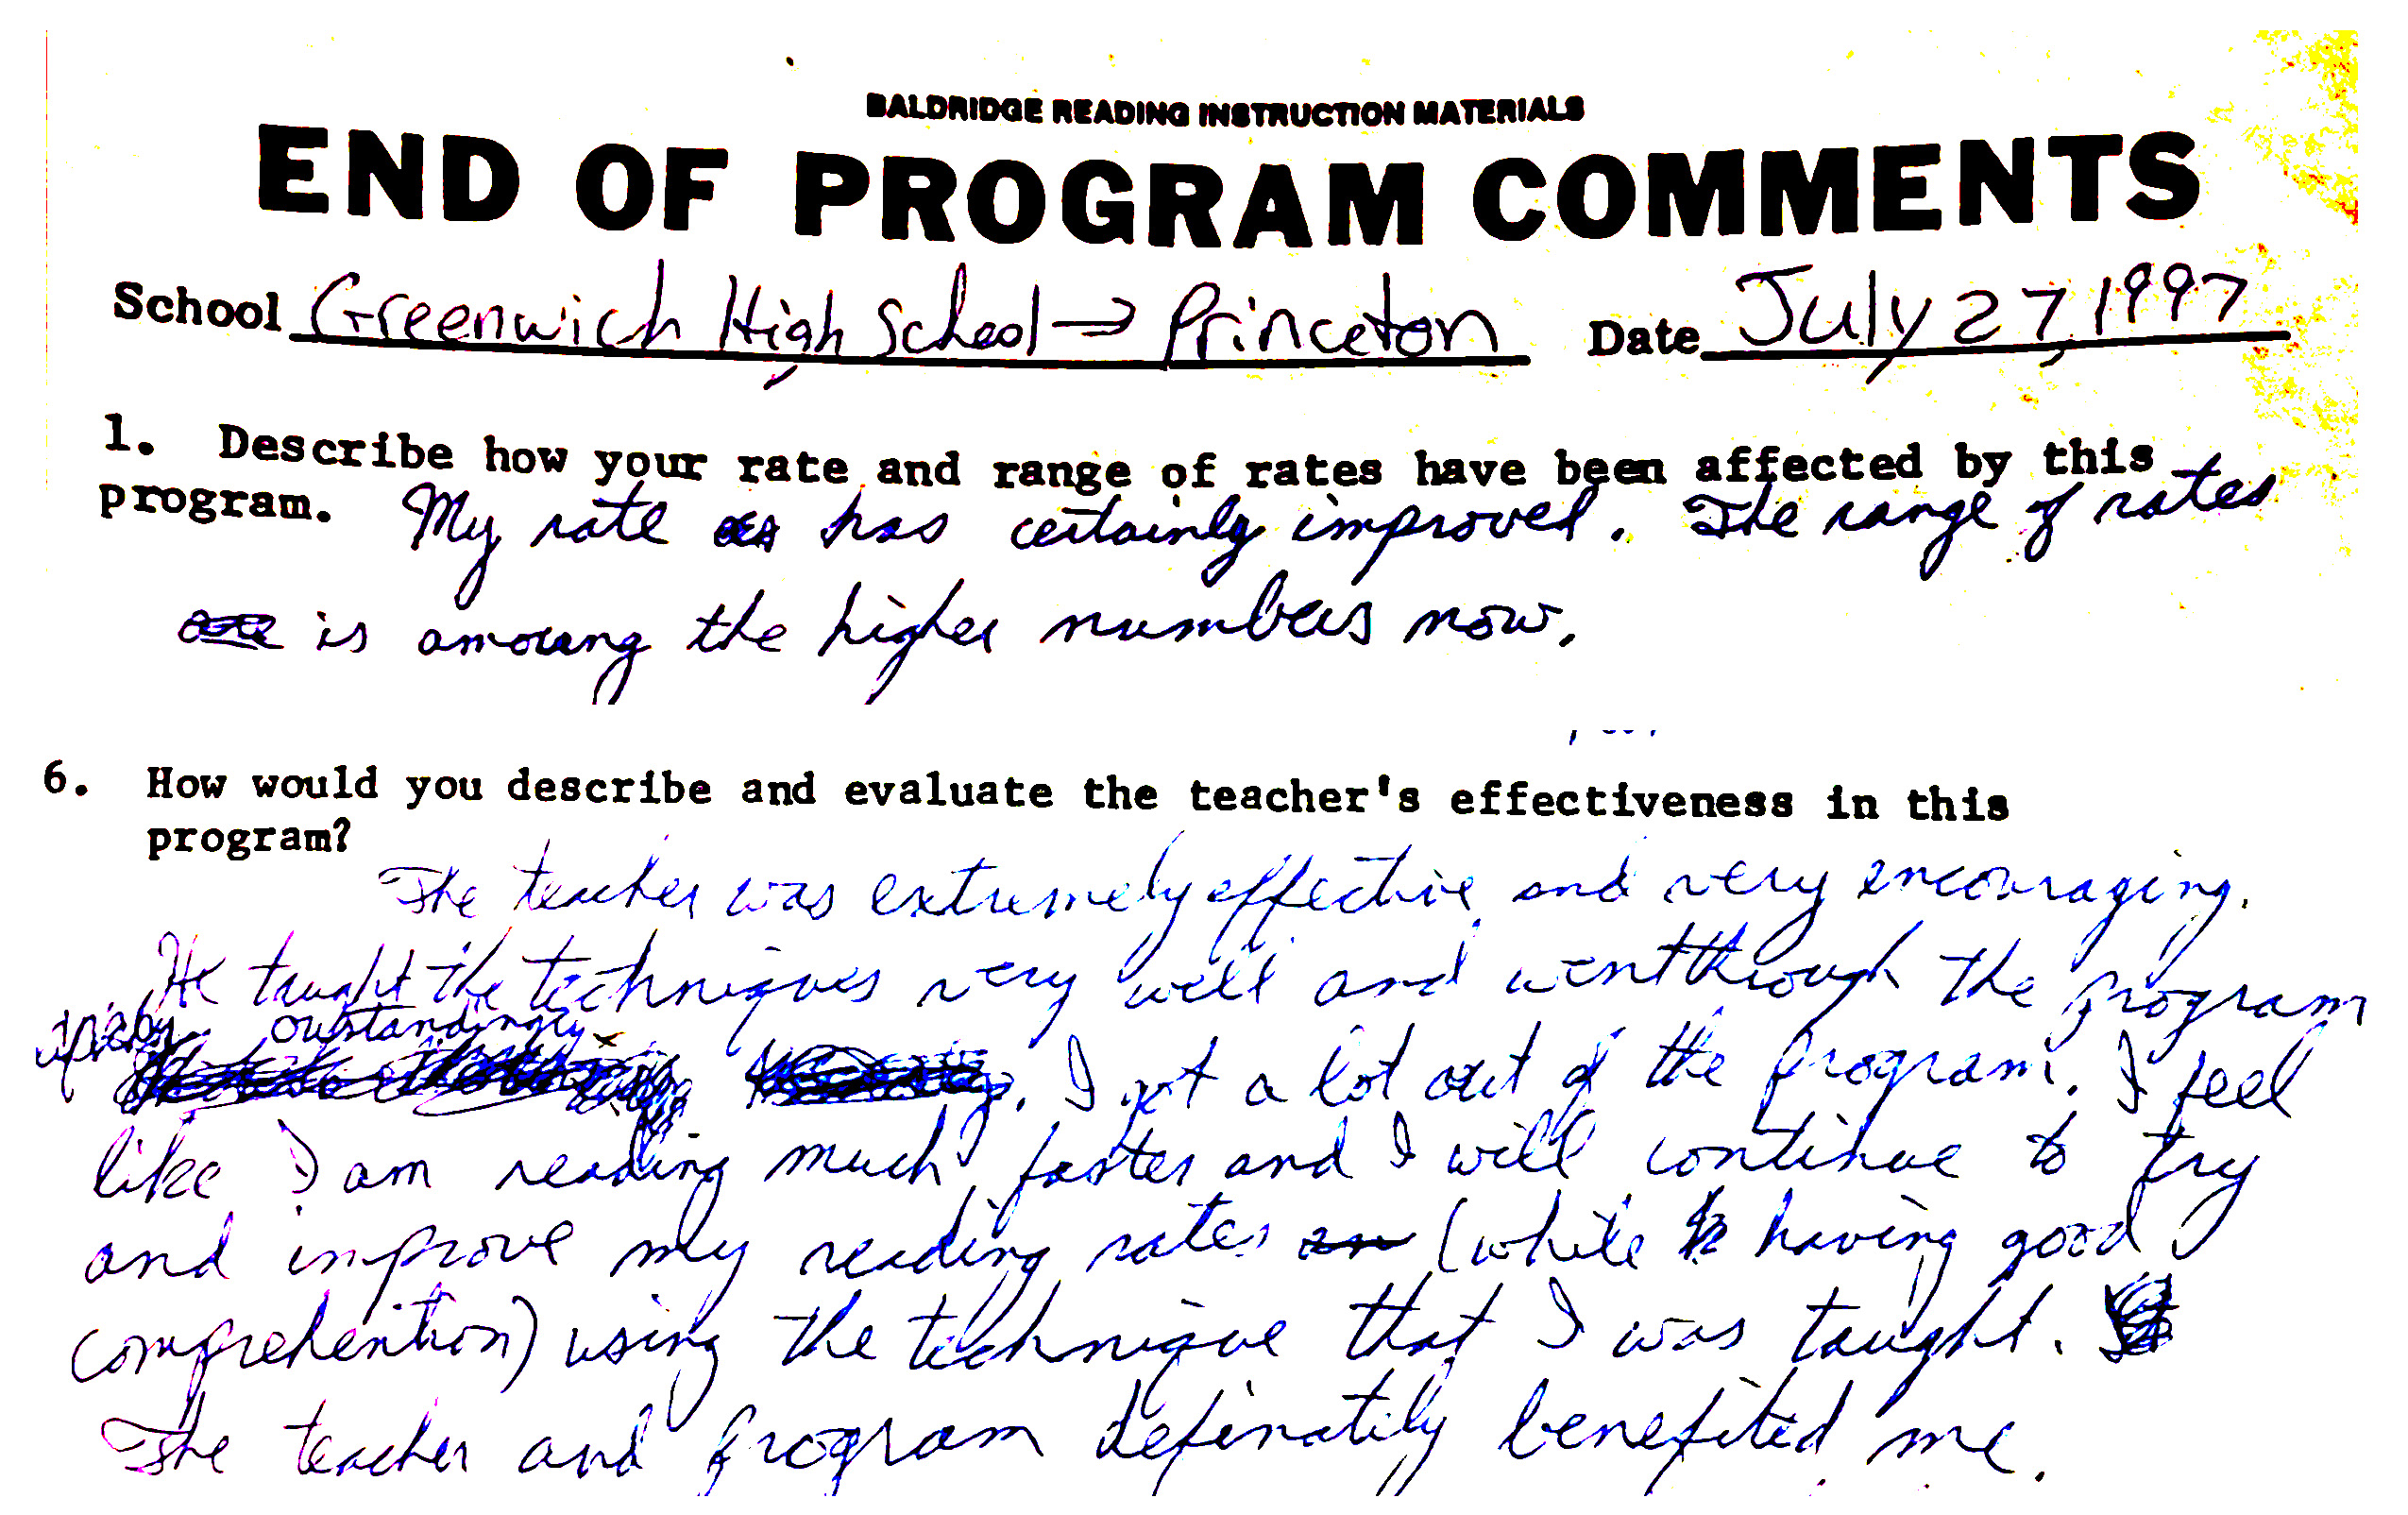 BALDRIDGE READING INSTRUCTION MATERIALS
END OF PROGRAM COMMENTS
School Greenwich High School → Princeton Date July 27, 1997
1. Describe how your rate and range of rates have been affected by this
program. My rate has certainly improved. The range of rates
is amoung the higher numbers now.
6. How would you describe and evaluate the teacher's effectiveness in this
program?
The teacher was extremely effective and very encouraging.
He taught the techniques very well and went through the program
outstandingly
. I got a lot out of the program. I feel
like I am reading much faster and I will continue to try
and improve my reading rates (while having good
comprehention) using the technique that I was taught.
The teacher and program definately benefited me.